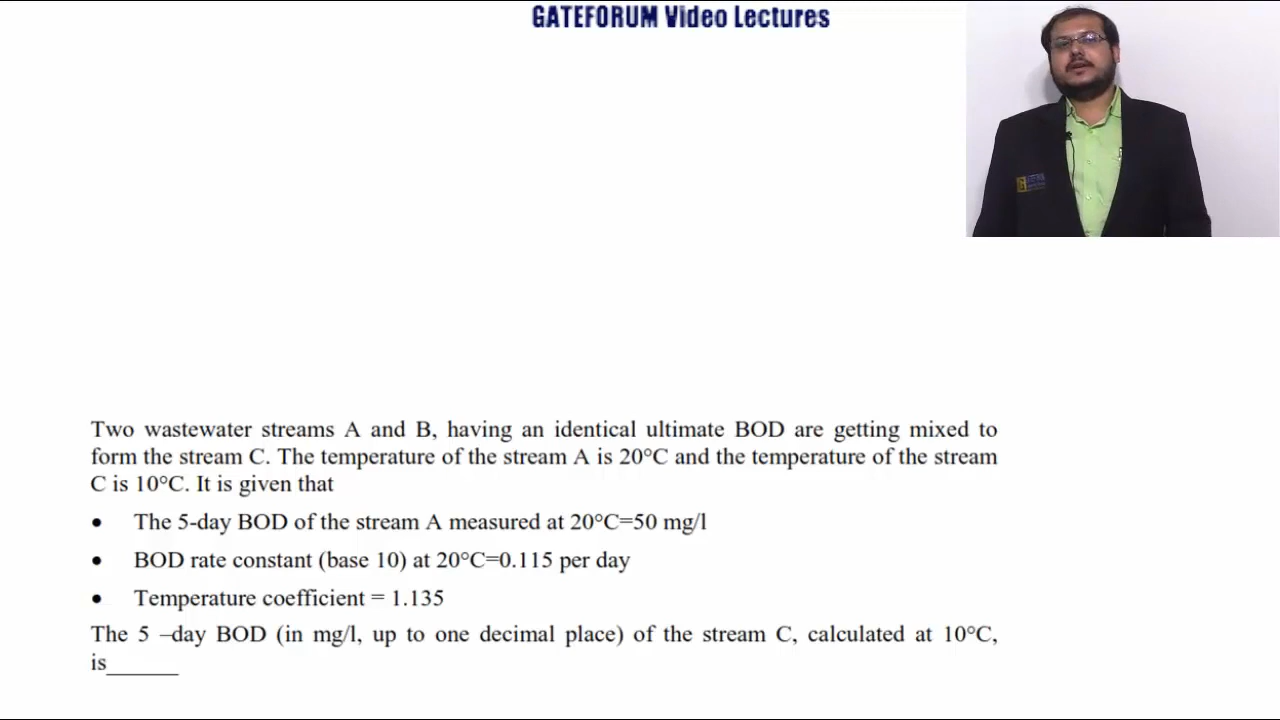 GATEFORUM Video Lectures
Two wastewater streams A and B, having an identical ultimate BOD are getting mixed to
form the stream C. The temperature of the stream A is 20°C and the temperature of the stream
C is 10°C. It is given that
• The 5-day BOD of the stream A measured at 20°C=50 mg/l
• BOD rate constant (base 10) at 20°C=0.115 per day
• Temperature coefficient = 1.135
The 5 –day BOD (in mg/l, up to one decimal place) of the stream C, calculated at 10°C,
is______